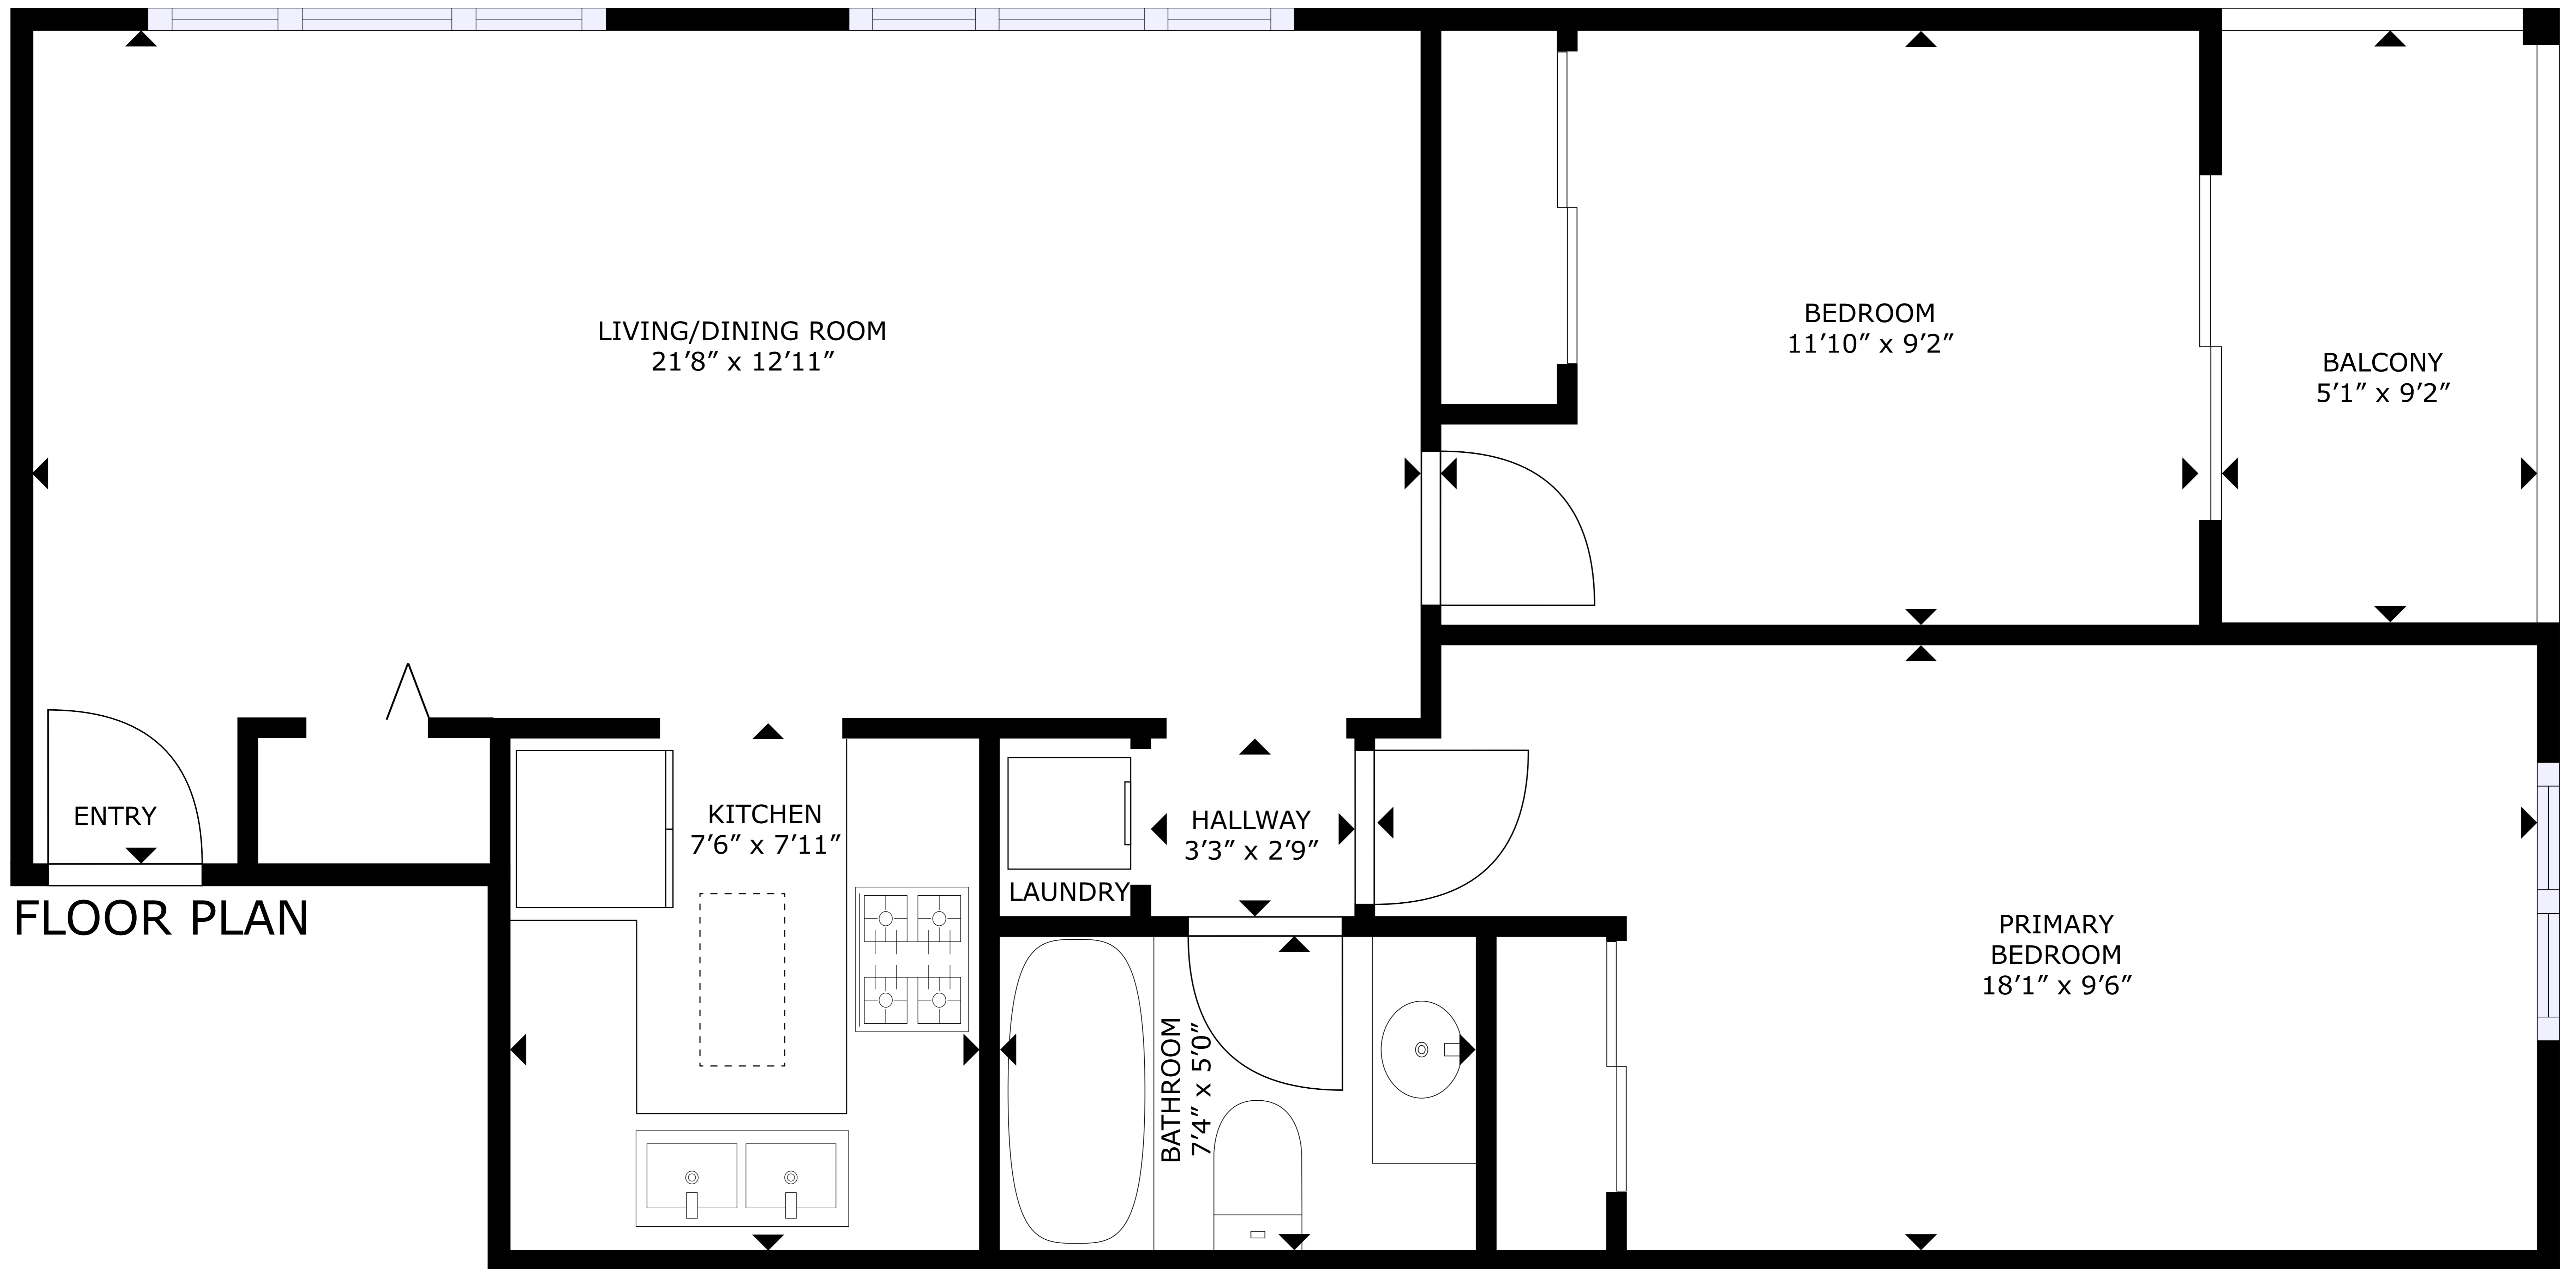 LIVING/DINING ROOM
21’8” x 12’11”
BEDROOM
11’10” x 9’2”
BALCONY
5’1” x 9’2”
ENTRY
KITCHEN
7’6” x 7’11”
HALLWAY
3’3” x 2’9”
LAUNDRY
FLOOR PLAN
PRIMARY
BEDROOM
18’1” x 9’6”
BATHROOM
7’4” x 5’0”